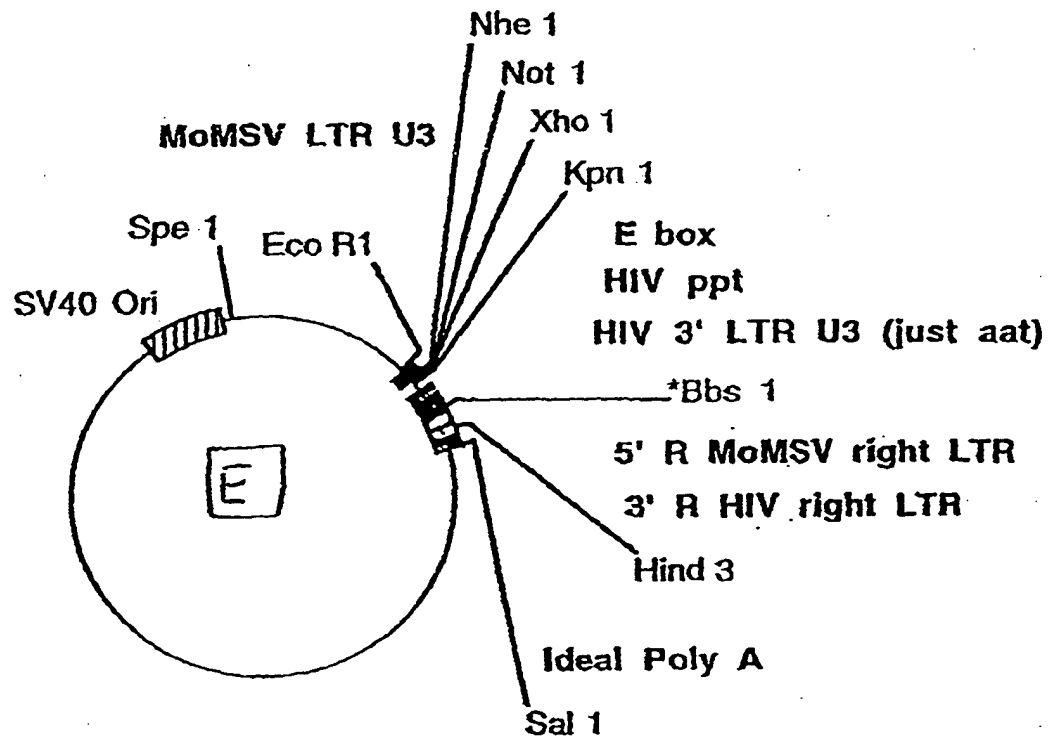 Nhe 1
Not 1
Xho 1
MoMSV LTR U3
Kpn 1
Spe 1
Eco R1
E box
HIV ppt
SV40 Ori
HIV 3' LTR U3 (just aat)
*Bbs 1
5' R MoMSV right LTR
E
3' R HIV right LTR
Hind 3
Ideal Poly A
Sal 1